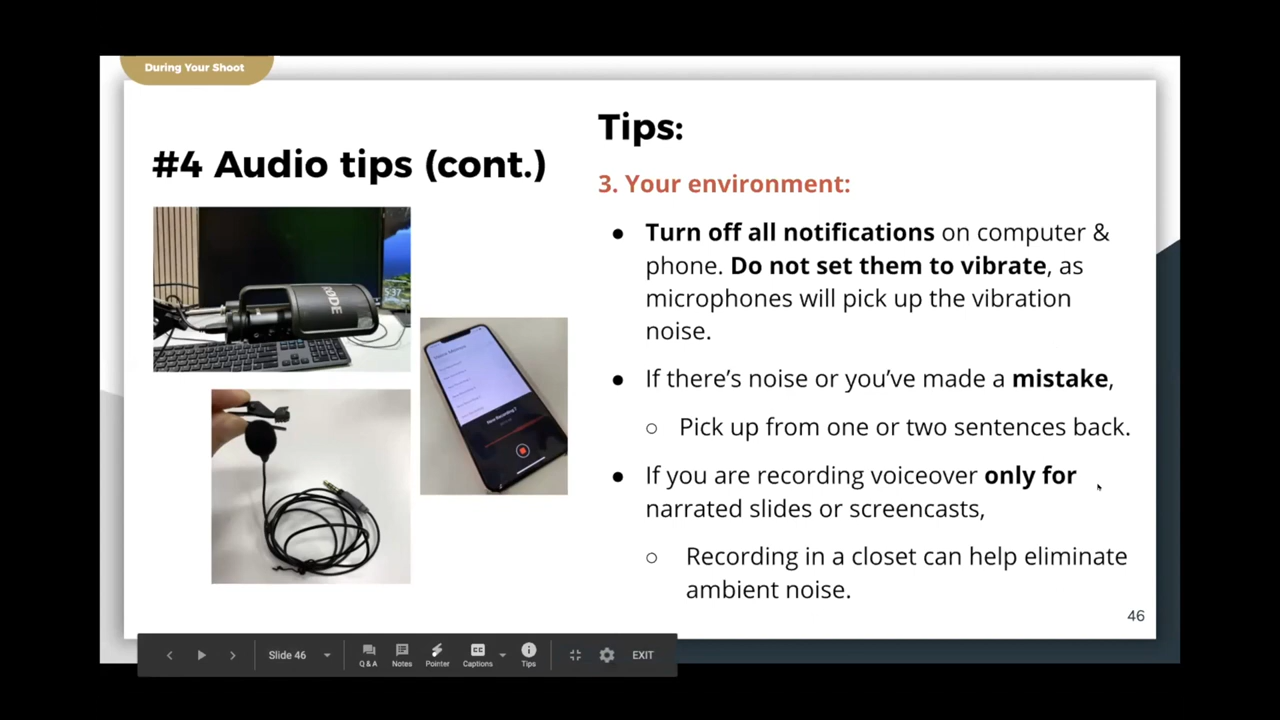 During Your Shoot
#4 Audio tips (cont.)
RØDE
5:37
Tips:
3. Your environment:
● Turn off all notifications on computer &
phone. Do not set them to vibrate, as
microphones will pick up the vibration
noise.
● If there’s noise or you’ve made a mistake,
○ Pick up from one or two sentences back.
● If you are recording voiceover only for
narrated slides or screencasts,
○ Recording in a closet can help eliminate
ambient noise.
46
Slide 46
Q & A
Notes
Pointer
CC
Captions
Tips
EXIT